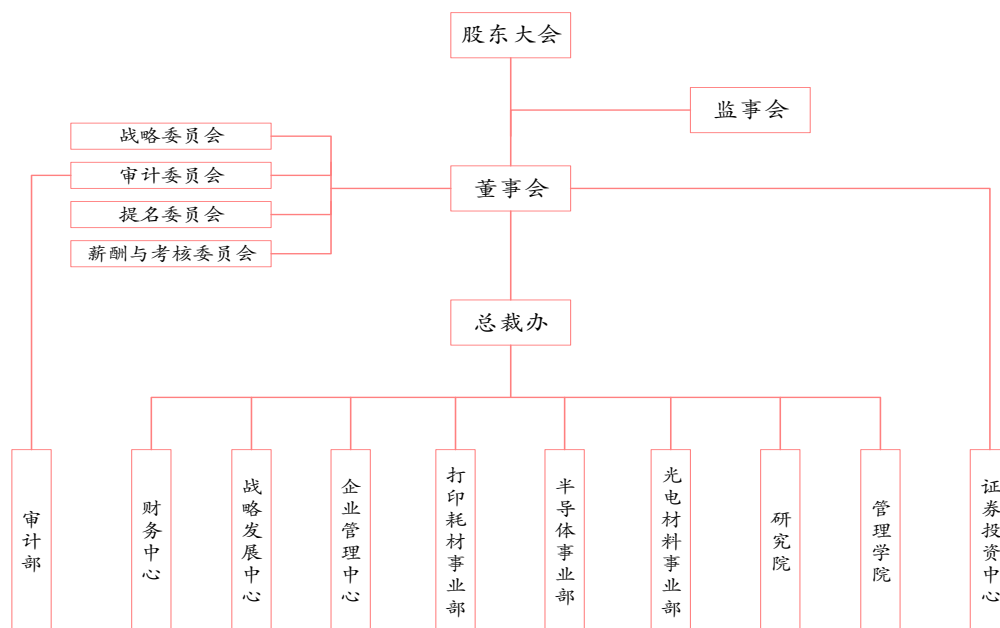 股东大会
监事会
战略委员会
审计委员会
董事会
提名委员会
薪酬与考核委员会
总裁办
审计部
财务中心
战略发展中心
企业管理中心
打印耗材事业部
半导体事业部
光电材料事业部
研究院
管理学院
证券投资中心